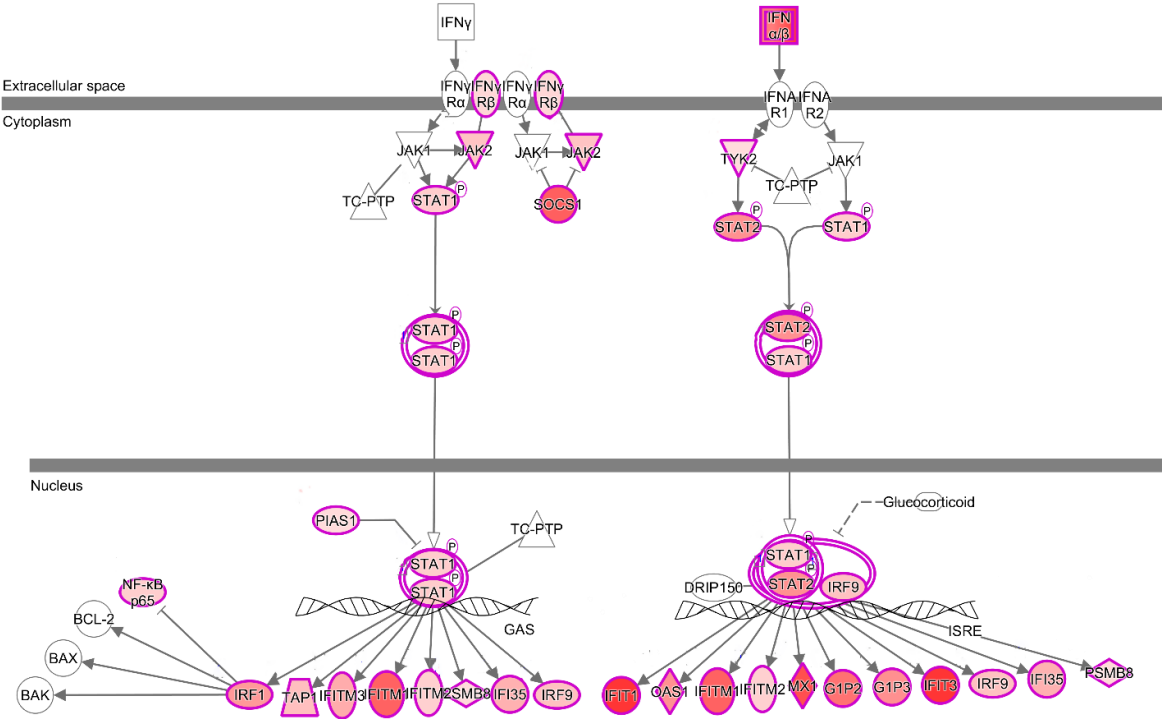 IFNγ
IFN
α/β
Extracellular space
IFNγ
Rα
IFNγ
Rβ
IFNγ
Rα
IFNγ
Rβ
IFNA
R1
IFNA
R2
Cytoplasm
JAK1
JAK2
JAK1
JAK2
TYK2
JAK1
TC-PTP
TC-PTP
STAT1
P
SOCS1
STAT2
P
STAT1
P
STAT1
P
STAT1
P
STAT2
P
STAT1
P
Nucleus
PIAS1
TC-PTP
Glucocorticoid
STAT1
P
STAT1
P
STAT1
P
STAT2
P
IRF9
DRIP150
NF-κB
p65
BCL-2
BAX
BAK
GAS
ISRE
IRF1
TAP1
IFITM3
IFITM1
IFITM2
PSMB8
IFI35
IRF9
IFIT1
OAS1
IFITM1
IFITM2
MX1
G1P2
G1P3
IFIT3
IRF9
IFI35
PSMB8